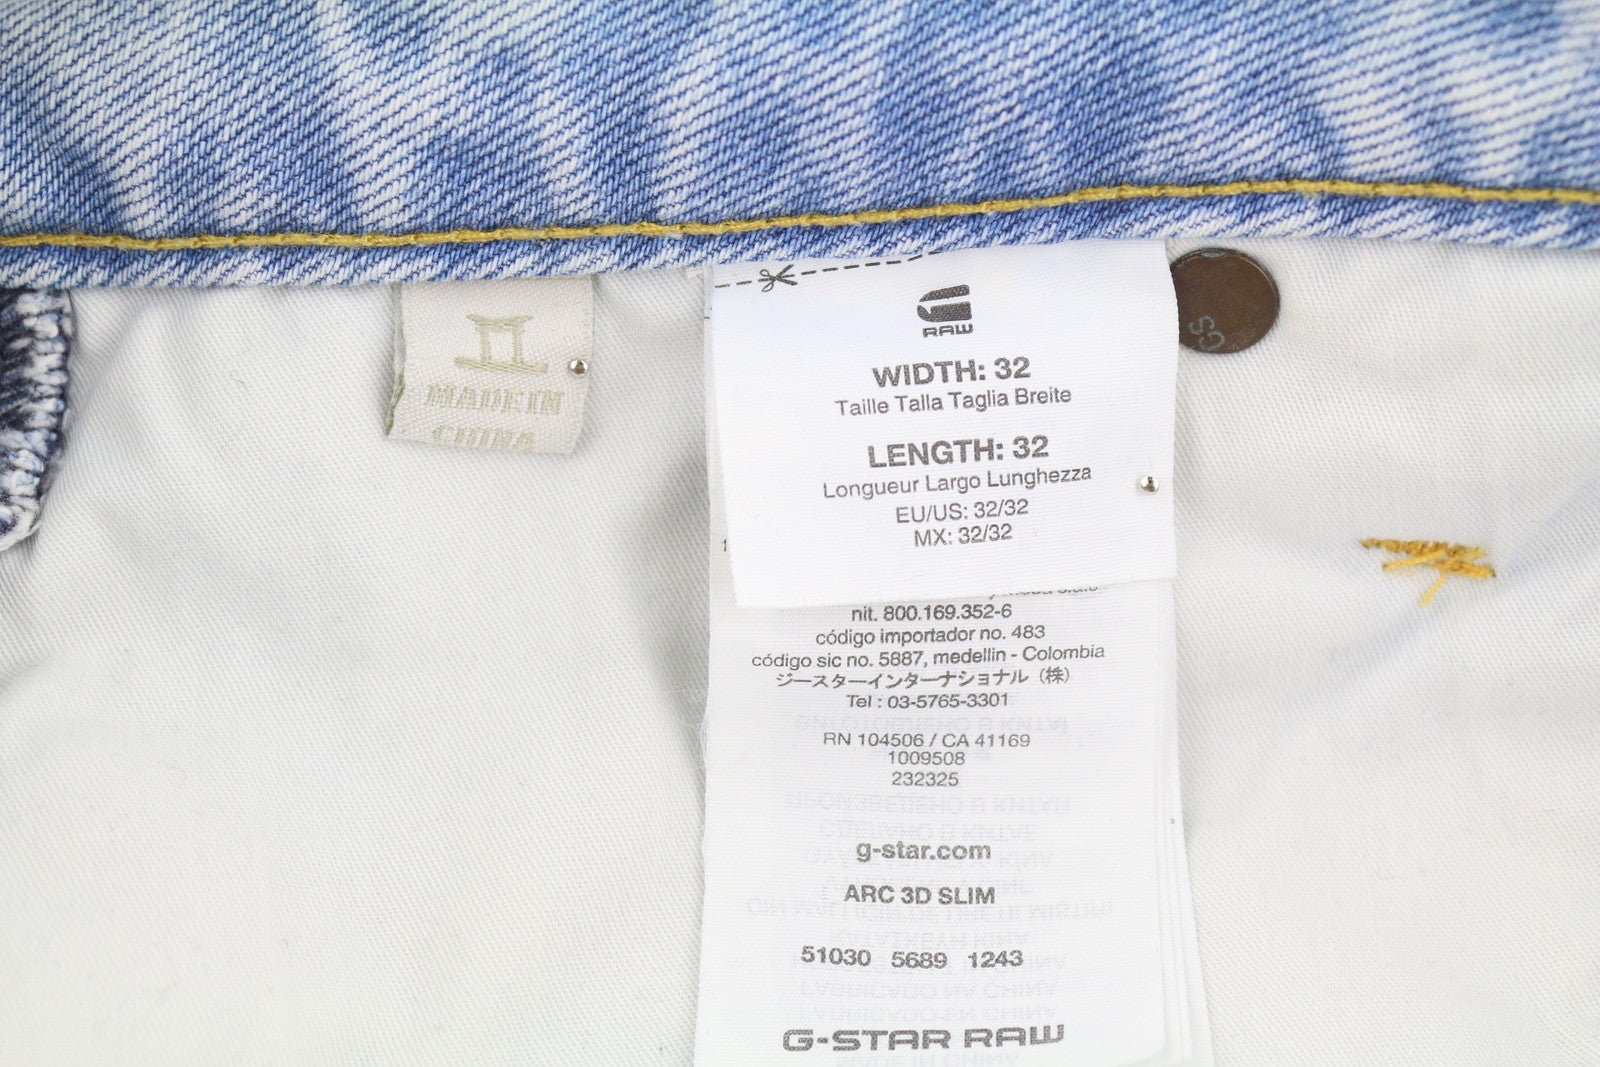 MADE IN
CHINA
RAW
WIDTH: 32
Taille Talla Taglia Breite
LENGTH: 32
Longueur Largo Lunghezza
EU/US: 32/32
MX: 32/32
nit. 800.169.352-6
código importador no. 483
código sic no. 5887, medellin - Colombia
ジースターインターナショナル（株）
Tel : 03-5765-3301
RN 104506 / CA 41169
1009508
232325
g-star.com
ARC 3D SLIM
51030 5689 1243
G-STAR RAW
GS